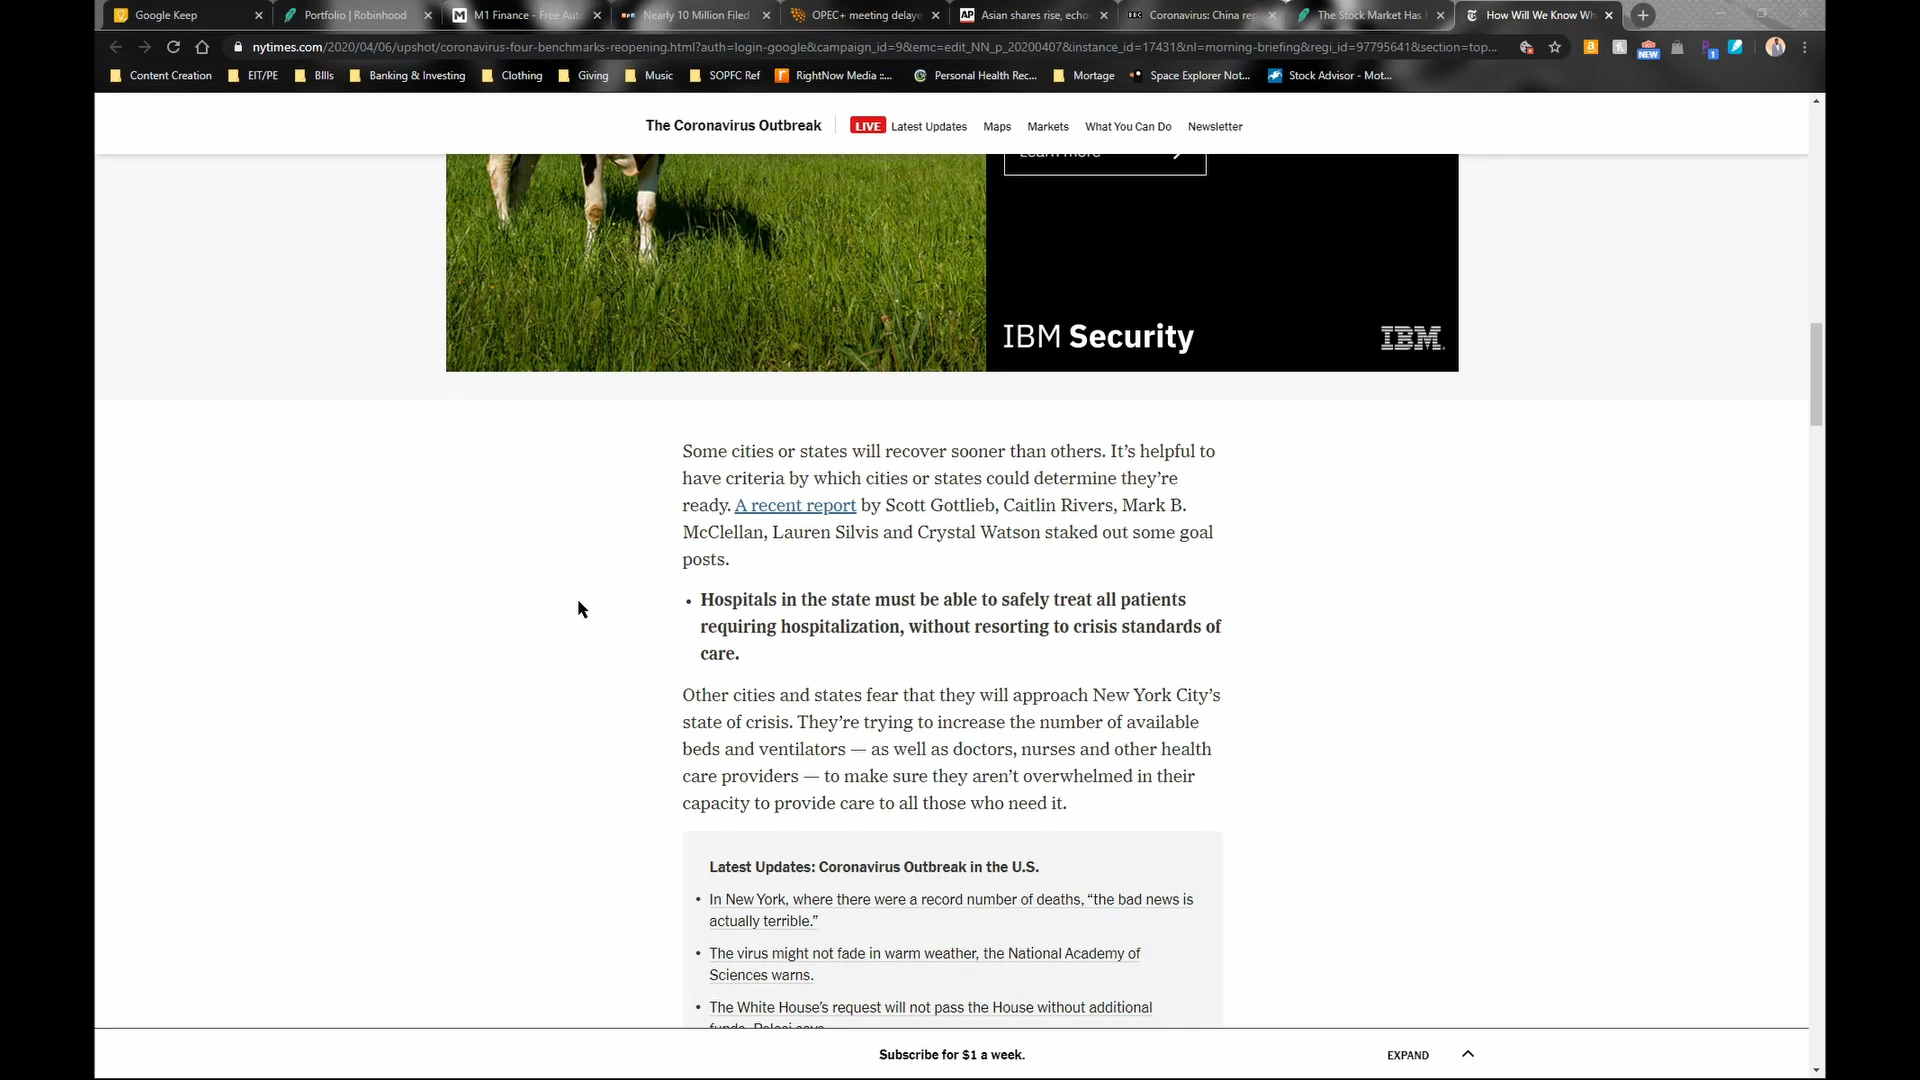 Google Keep
Portfolio | Robinhood
M1 Finance - Free Auto
Nearly 10 Million Filed
OPEC+ meeting delaye
Asian shares rise, echo
Coronavirus: China rep
The Stock Market Has
How Will We Know Wh
nytimes.com/2020/04/06/upshot/coronavirus-four-benchmarks-reopening.html?auth=login-google&campaign_id=9&emc=edit_NN_p_20200407&instance_id=17431&nl=morning-briefing&regi_id=97795641&section=top...
NEW
1
Content Creation
EIT/PE
BIlls
Banking & Investing
Clothing
Giving
Music
SOPFC Ref
RightNow Media ::...
Personal Health Rec...
Mortage
Space Explorer Not...
Stock Advisor - Mot...
The Coronavirus Outbreak
LIVE Latest Updates
Maps
Markets
What You Can Do
Newsletter
Learn more
IBM Security
IBM
Some cities or states will recover sooner than others. It’s helpful to
have criteria by which cities or states could determine they’re
ready. A recent report by Scott Gottlieb, Caitlin Rivers, Mark B.
McClellan, Lauren Silvis and Crystal Watson staked out some goal
posts.
• Hospitals in the state must be able to safely treat all patients
requiring hospitalization, without resorting to crisis standards of
care.
Other cities and states fear that they will approach New York City’s
state of crisis. They’re trying to increase the number of available
beds and ventilators — as well as doctors, nurses and other health
care providers — to make sure they aren’t overwhelmed in their
capacity to provide care to all those who need it.
Latest Updates: Coronavirus Outbreak in the U.S.
• In New York, where there were a record number of deaths, “the bad news is
actually terrible.”
• The virus might not fade in warm weather, the National Academy of
Sciences warns.
• The White House’s request will not pass the House without additional
funds, Pelosi says.
Subscribe for $1 a week.
EXPAND